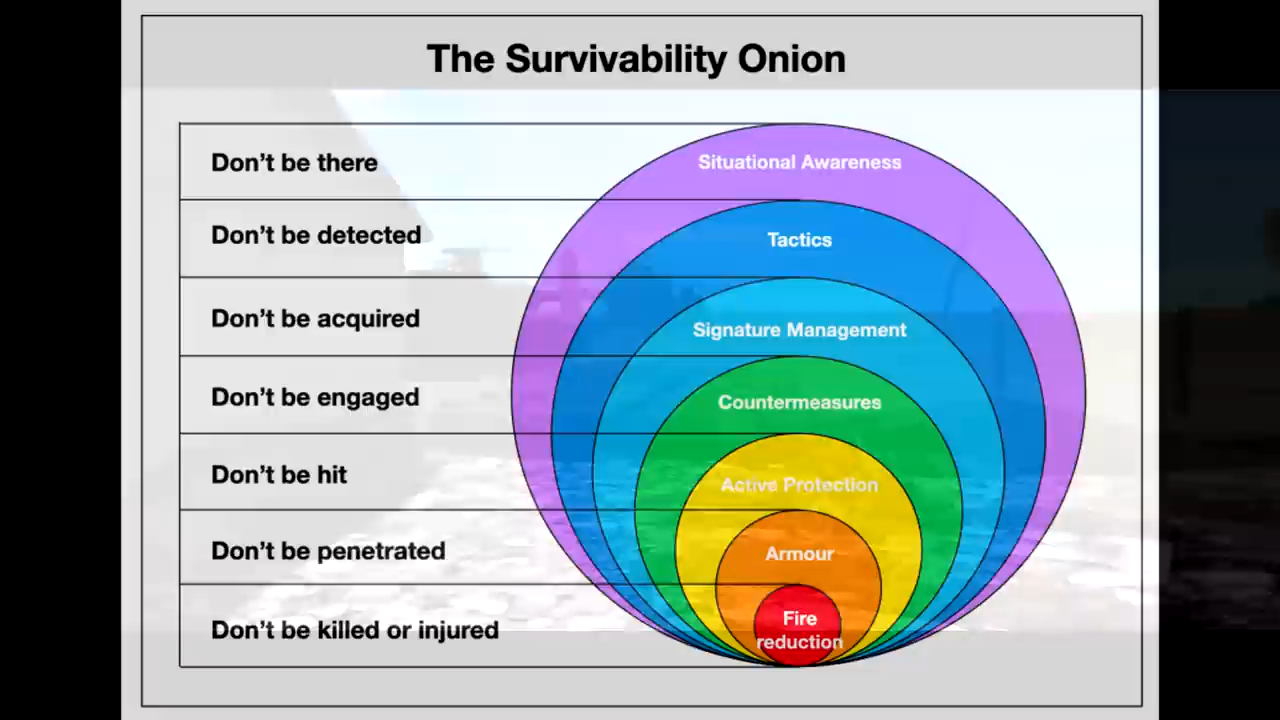 The Survivability Onion
Don’t be there
Situational Awareness
Don’t be detected
Tactics
Don’t be acquired
Signature Management
Don’t be engaged
Countermeasures
Don’t be hit
Active Protection
Don’t be penetrated
Armour
Don’t be killed or injured
Fire
reduction